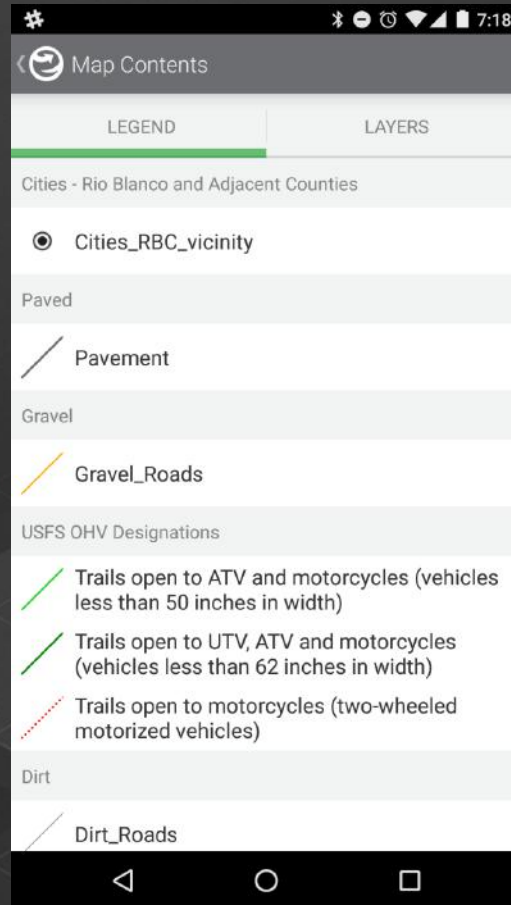 7:18
Map Contents
LEGEND
LAYERS
Cities - Rio Blanco and Adjacent Counties
Cities_RBC_vicinity
Paved
Pavement
Gravel
Gravel_Roads
USFS OHV Designations
Trails open to ATV and motorcycles (vehicles
less than 50 inches in width)
Trails open to UTV, ATV and motorcycles
(vehicles less than 62 inches in width)
Trails open to motorcycles (two-wheeled
motorized vehicles)
Dirt
Dirt_Roads